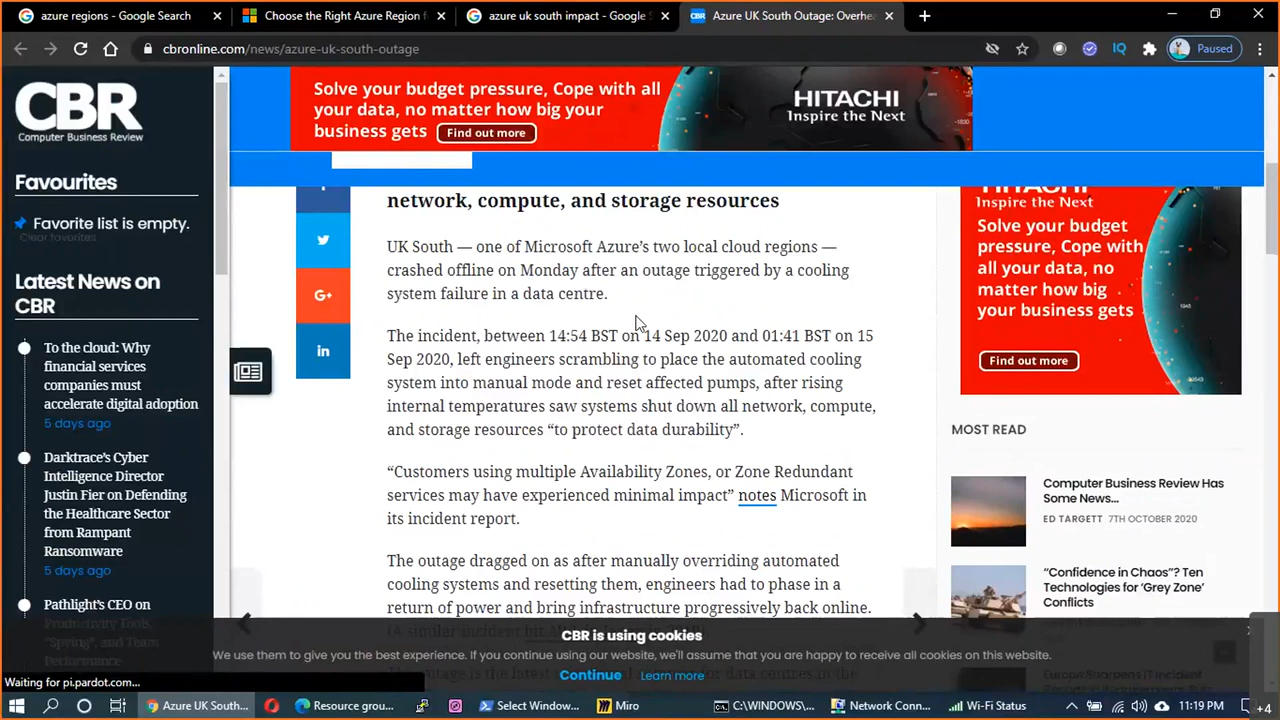 azure regions - Google Search
Choose the Right Azure Region f
azure uk south impact - Google S
Azure UK South Outage: Overhe
cbronline.com/news/azure-uk-south-outage
Paused
CBR
Computer Business Review
Favourites
Favorite list is empty.
Clear favorites
Latest News on
CBR
To the cloud: Why
financial services
companies must
accelerate digital adoption
5 days ago
Darktrace's Cyber
Intelligence Director
Justin Fier on Defending
the Healthcare Sector
from Rampant
Ransomware
5 days ago
Pathlight's CEO on
Productivity Tools,
"Spying", and Team
Performance
Solve your budget pressure, Cope with all
your data, no matter how big your
business gets Find out more
HITACHI
Inspire the Next
network, compute, and storage resources
UK South — one of Microsoft Azure's two local cloud regions —
crashed offline on Monday after an outage triggered by a cooling
system failure in a data centre.
The incident, between 14:54 BST on 14 Sep 2020 and 01:41 BST on 15
Sep 2020, left engineers scrambling to place the automated cooling
system into manual mode and reset affected pumps, after rising
internal temperatures saw systems shut down all network, compute,
and storage resources “to protect data durability”.
“Customers using multiple Availability Zones, or Zone Redundant
services may have experienced minimal impact” notes Microsoft in
its incident report.
The outage dragged on as after manually overriding automated
cooling systems and resetting them, engineers had to phase in a
return of power and bring infrastructure progressively back online.
HITACHI
Inspire the Next
Solve your budget
pressure, Cope with
all your data, no
matter how big your
business gets
Find out more
MOST READ
Computer Business Review Has
Some News...
ED TARGETT 7TH OCTOBER 2020
“Confidence in Chaos”? Ten
Technologies for ‘Grey Zone’
Conflicts
CBR is using cookies
We use them to give you the best experience. If you continue using our website, we'll assume that you are happy to receive all cookies on this website.
Continue Learn more
Waiting for pi.pardot.com...
Azure UK South...
Resource grou...
Select Window...
Miro
C:\WINDOWS\...
Network Conn...
Wi-Fi Status
11:19 PM
+4